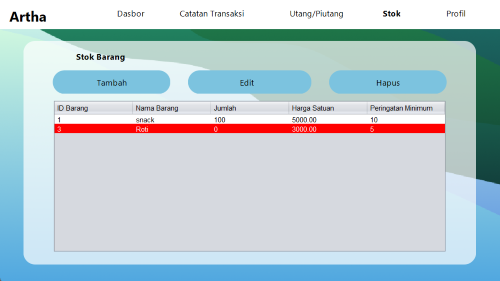 Artha Dasbor Catatan Transaksi Utang/Piutang Stok Profil
Stok Barang
Tambah Edit Hapus
ID Barang Nama Barang Jumlah Harga Satuan Peringatan Minimum
1 snack 100 5000.00 10
3 Roti 0 3000.00 5